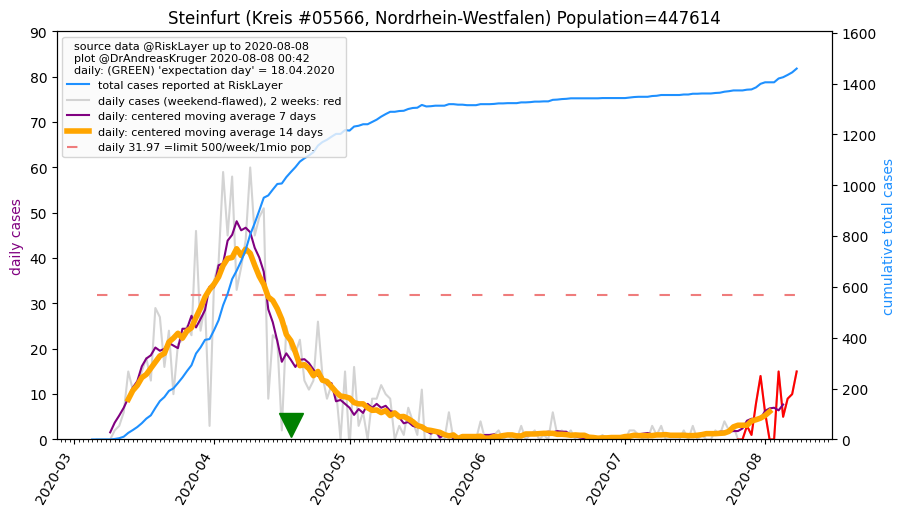 Steinfurt (Kreis #05566, Nordrhein-Westfalen) Population=447614
source data @RiskLayer up to 2020-08-08
plot @DrAndreasKruger 2020-08-08 00:42
daily: (GREEN) 'expectation day' = 18.04.2020
total cases reported at RiskLayer
daily cases (weekend-flawed), 2 weeks: red
daily: centered moving average 7 days
daily: centered moving average 14 days
daily 31.97 =limit 500/week/1mio pop.
daily cases
90
80
70
60
50
40
30
20
10
0
cumulative total cases
1600
1400
1200
1000
800
600
400
200
0
2020-03
2020-04
2020-05
2020-06
2020-07
2020-08